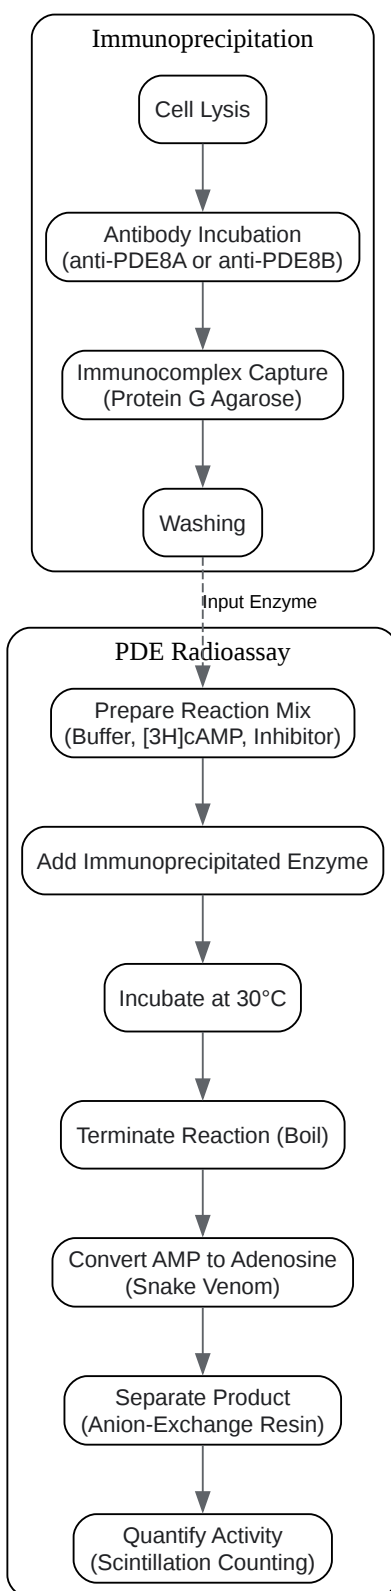 Immunoprecipitation
Cell Lysis
Antibody Incubation
(anti-PDE8A or anti-PDE8B)
Immunocomplex Capture
(Protein G Agarose)
Washing
Input Enzyme
PDE Radioassay
Prepare Reaction Mix
(Buffer, [3H]cAMP, Inhibitor)
Add Immunoprecipitated Enzyme
Incubate at 30°C
Terminate Reaction (Boil)
Convert AMP to Adenosine
(Snake Venom)
Separate Product
(Anion-Exchange Resin)
Quantify Activity
(Scintillation Counting)